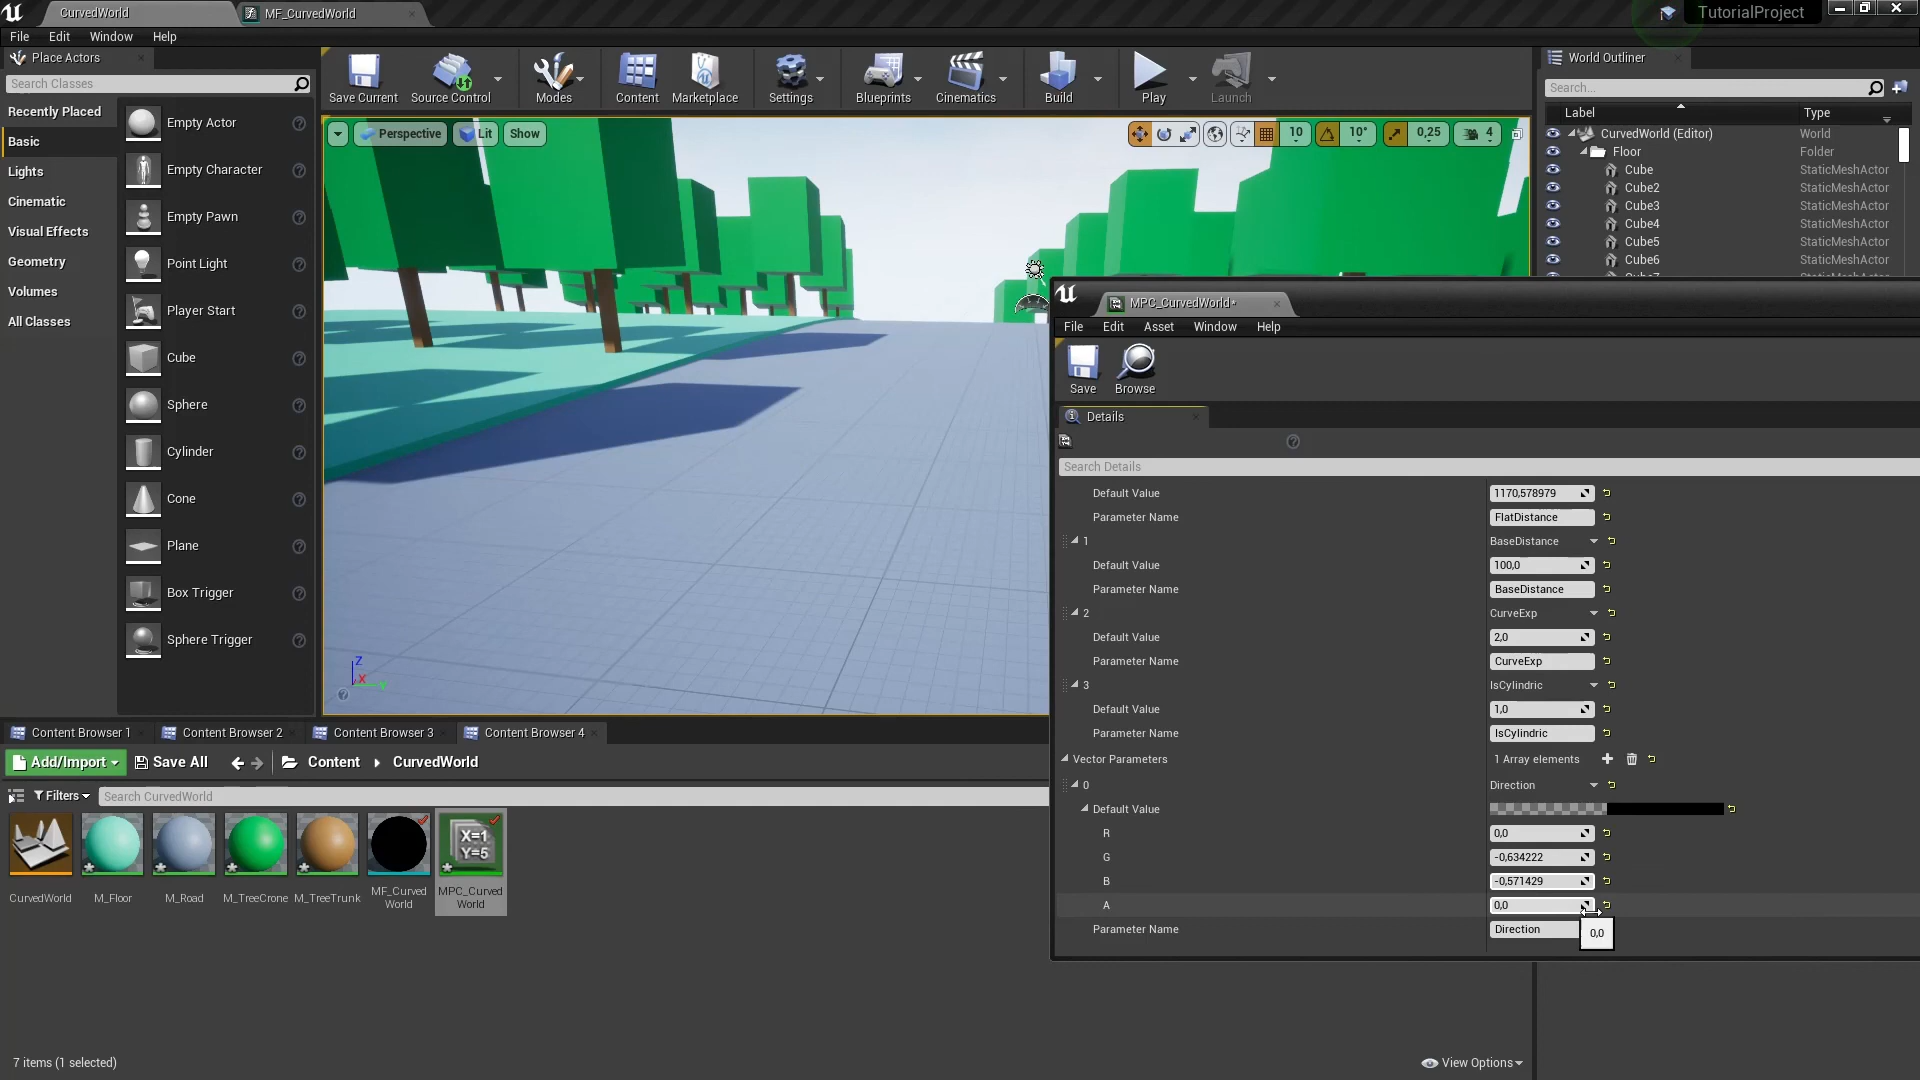 CurvedWorld
MF_CurvedWorld
TutorialProject
File Edit Window Help
Place Actors
Search Classes
Recently Placed
Basic
Lights
Cinematic
Visual Effects
Geometry
Volumes
All Classes
Empty Actor
Empty Character
Empty Pawn
Point Light
Player Start
Cube
Sphere
Cylinder
Cone
Plane
Box Trigger
Sphere Trigger
Save Current
Source Control
Modes
Content
Marketplace
Settings
Blueprints
Cinematics
Build
Play
Launch
Perspective
Lit
Show
10
10°
0,25
4
Z
X
Y
World Outliner
Search...
Label Type
CurvedWorld (Editor) World
Floor Folder
Cube StaticMeshActor
Cube2 StaticMeshActor
Cube3 StaticMeshActor
Cube4 StaticMeshActor
Cube5 StaticMeshActor
Cube6 StaticMeshActor
MPC_CurvedWorld*
File Edit Asset Window Help
Save
Browse
Details
Search Details
Default Value 1170,578979
Parameter Name FlatDistance
1 BaseDistance
Default Value 100,0
Parameter Name BaseDistance
2 CurveExp
Default Value 2,0
Parameter Name CurveExp
3 IsCylindric
Default Value 1,0
Parameter Name IsCylindric
Vector Parameters 1 Array elements
0 Direction
Default Value
R 0,0
G -0,634222
B -0,571429
A 0,0
Parameter Name Direction
0,0
Content Browser 1
Content Browser 2
Content Browser 3
Content Browser 4
Add/Import
Save All
Content
CurvedWorld
Filters
Search CurvedWorld
X=1
Y=5
CurvedWorld
M_Floor
M_Road
M_TreeCrone
M_TreeTrunk
MF_Curved
World
MPC_Curved
World
7 items (1 selected)
View Options